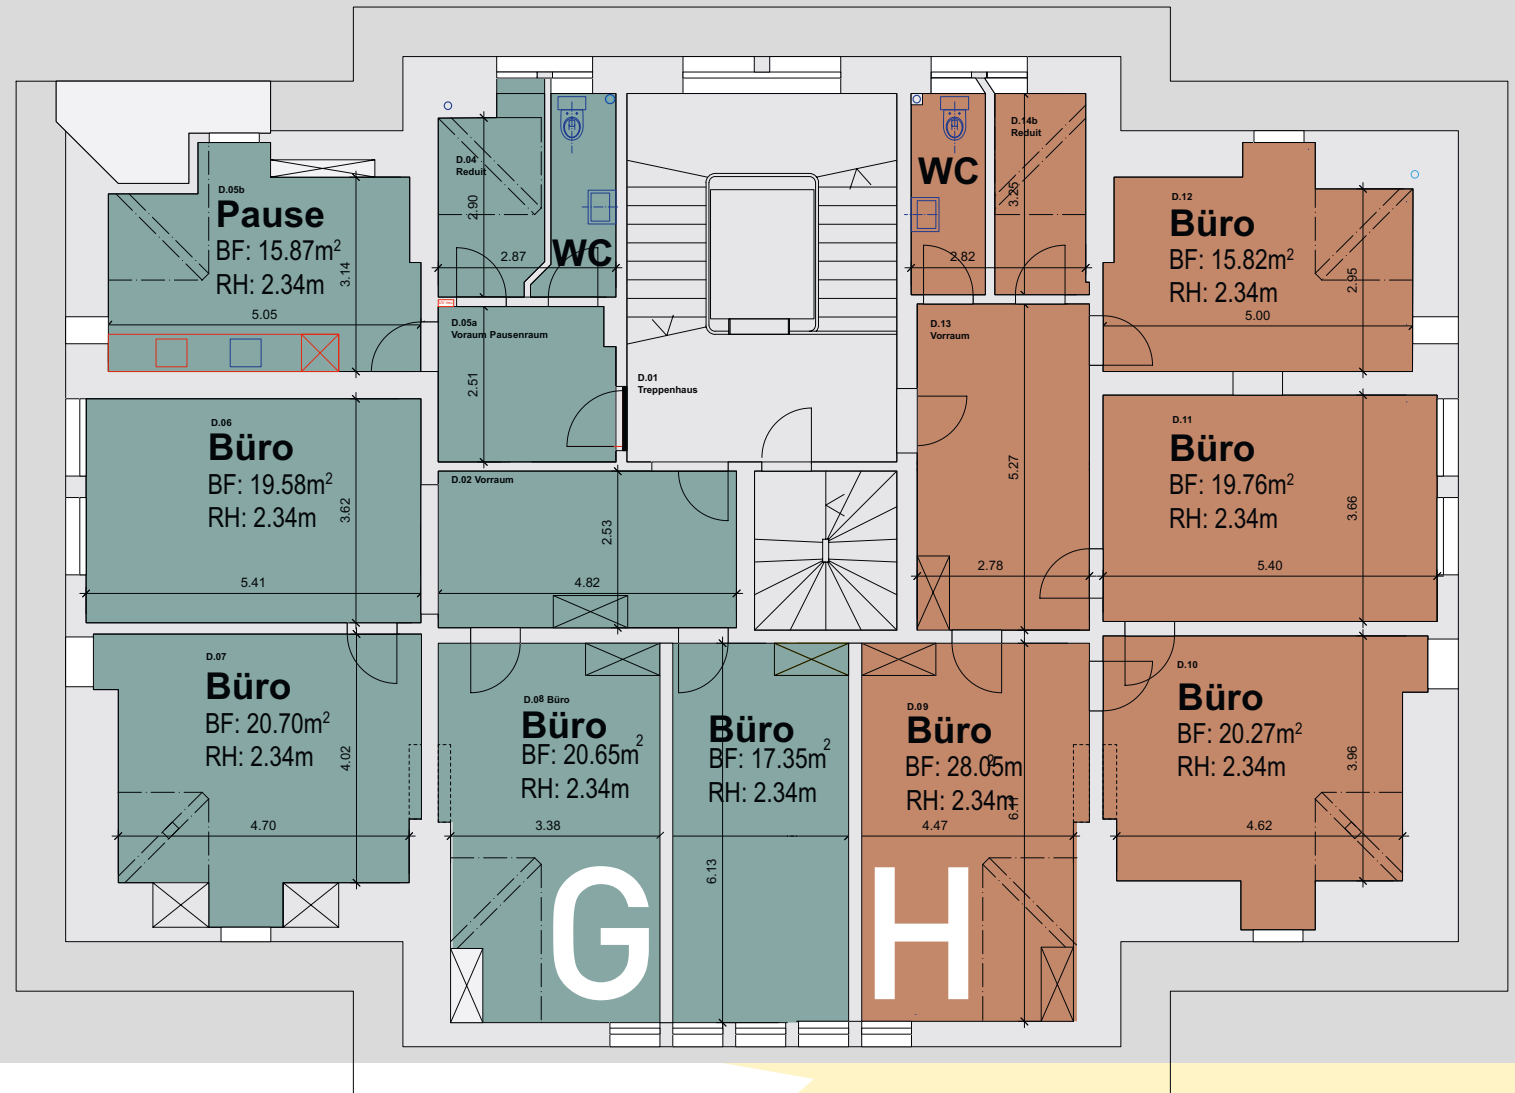 D.05b
Pause
BF: 15.87m²
RH: 2.34m
3.14
5.05
D.04
Reduit
2.90
2.87
WC
D.05a
Voraum Pausenraum
2.51
D.01
Treppenhaus
WC
2.82
D.14b
Reduit
3.25
D.12
Büro
BF: 15.82m²
RH: 2.34m
2.95
5.00
D.13
Vorraum
5.27
2.78
D.06
Büro
BF: 19.58m²
RH: 2.34m
3.62
5.41
D.02 Vorraum
2.53
4.82
D.11
Büro
BF: 19.76m²
RH: 2.34m
3.66
5.40
D.07
Büro
BF: 20.70m²
RH: 2.34m
4.02
4.70
D.08 Büro
Büro
BF: 20.65m²
RH: 2.34m
3.38
Büro
BF: 17.35m²
RH: 2.34m
6.13
D.09
Büro
BF: 28.05m²
RH: 2.34m
4.47
D.10
Büro
BF: 20.27m²
RH: 2.34m
3.96
4.62
G
H